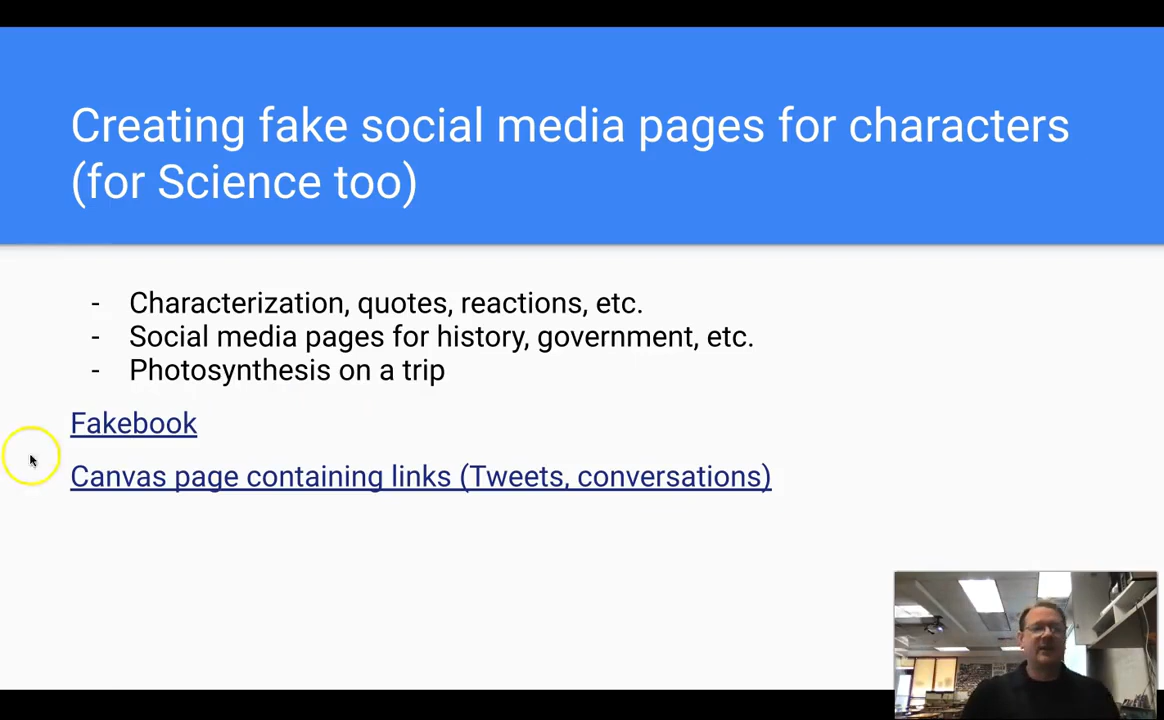 Creating fake social media pages for characters
(for Science too)
- Characterization, quotes, reactions, etc.
- Social media pages for history, government, etc.
- Photosynthesis on a trip
Fakebook
Canvas page containing links (Tweets, conversations)